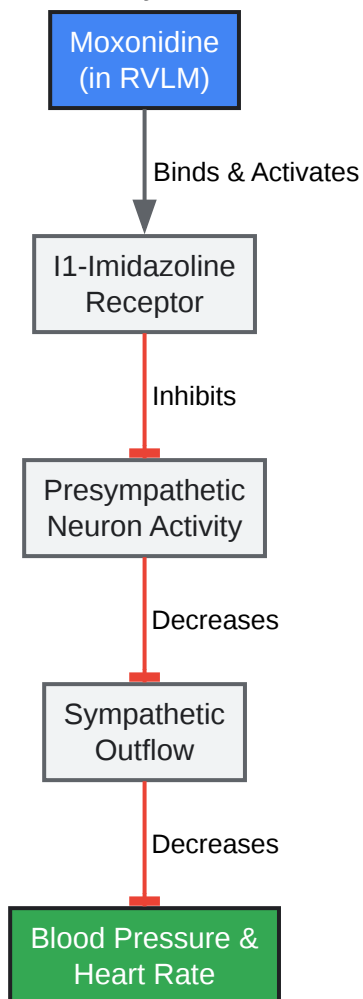 Moxonidine
(in RVLM)
Binds & Activates
I1-Imidazoline
Receptor
Inhibits
Presympathetic
Neuron Activity
Decreases
Sympathetic
Outflow
Decreases
Blood Pressure &
Heart Rate